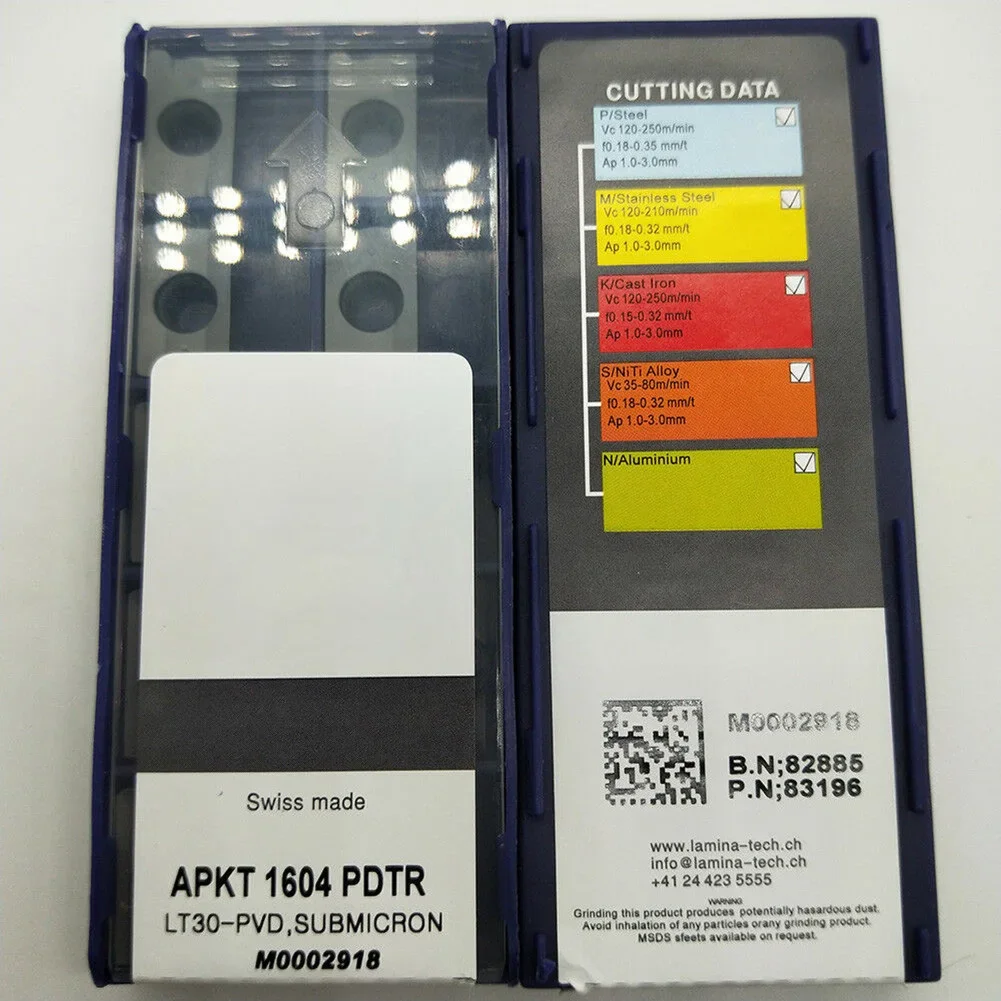 Swiss made
APKT 1604 PDTR
LT30-PVD,SUBMICRON
M0002918
CUTTING DATA
P/Steel
Vc 120-250m/min
f0.18-0.35 mm/t
Ap 1.0-3.0mm
M/Stainless Steel
Vc 120-210m/min
f0.18-0.32 mm/t
Ap 1.0-3.0mm
K/Cast Iron
Vc 120-250m/min
f0.15-0.32 mm/t
Ap 1.0-3.0mm
S/NiTi Alloy
Vc 35-80m/min
f0.18-0.32 mm/t
Ap 1.0-3.0mm
N/Aluminium
M0002918
B.N;82885
P.N;83196
www.lamina-tech.ch
info@lamina-tech.ch
+41 24 423 5555
WARNING
Grinding this product produces potentially hazardous dust.
Avoid inhalation of any particles orany grinding product.
MSDS sfeets available on request.